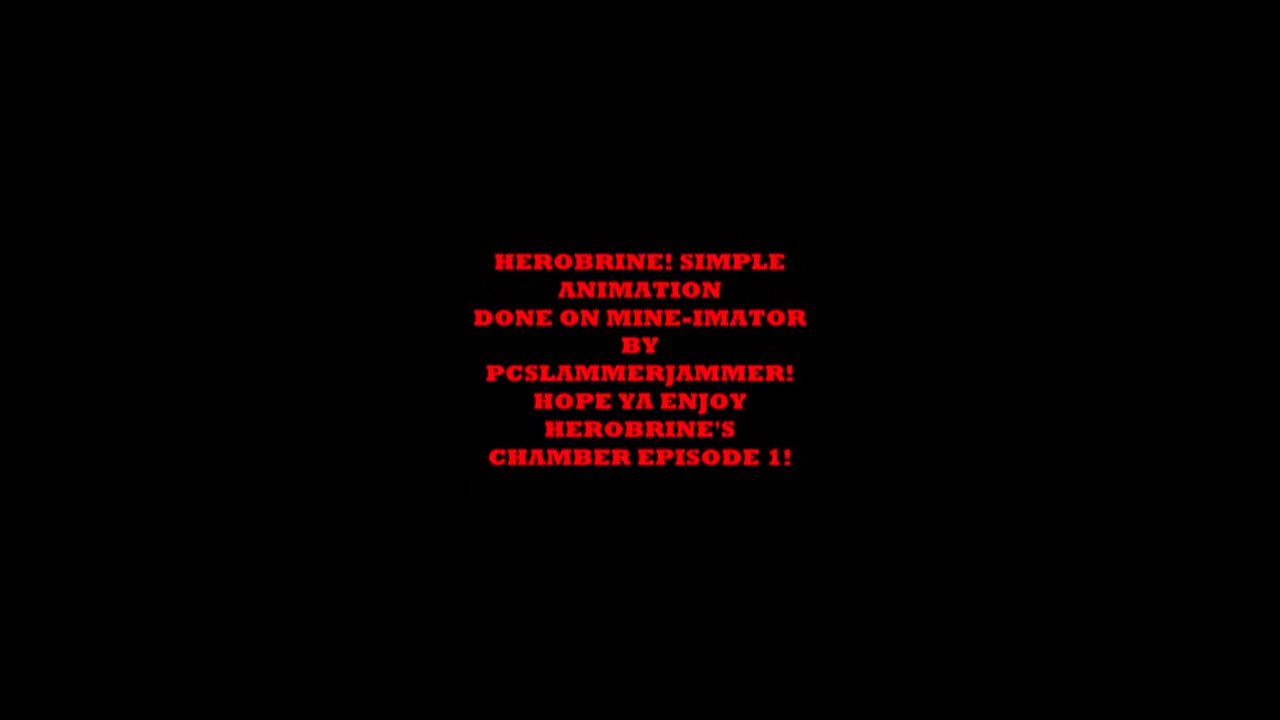 HEROBRINE! SIMPLE
ANIMATION
DONE ON MINE-IMATOR
BY
PCSLAMMERJAMMER!
HOPE YA ENJOY
HEROBRINE'S
CHAMBER EPISODE 1!